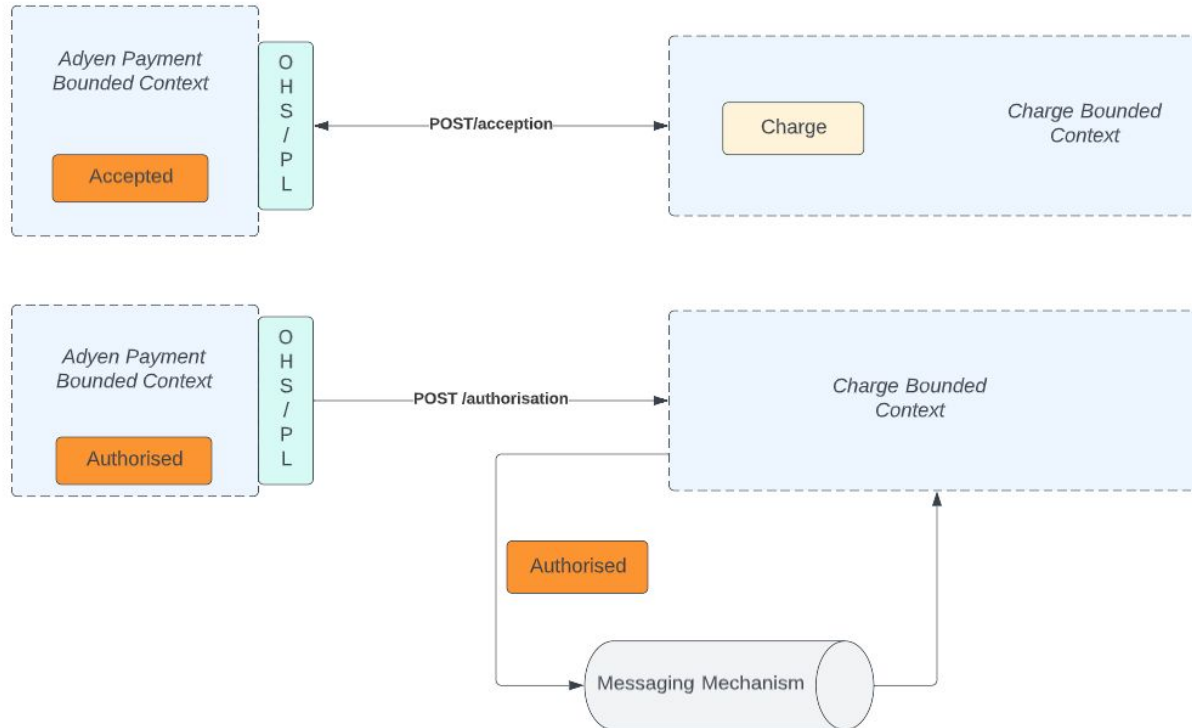 Adyen Payment
Bounded Context
Accepted
O
H
S
/
P
L
POST/acception
Charge
Charge Bounded
Context
Adyen Payment
Bounded Context
Authorised
O
H
S
/
P
L
POST /authorisation
Charge Bounded
Context
Authorised
Messaging Mechanism